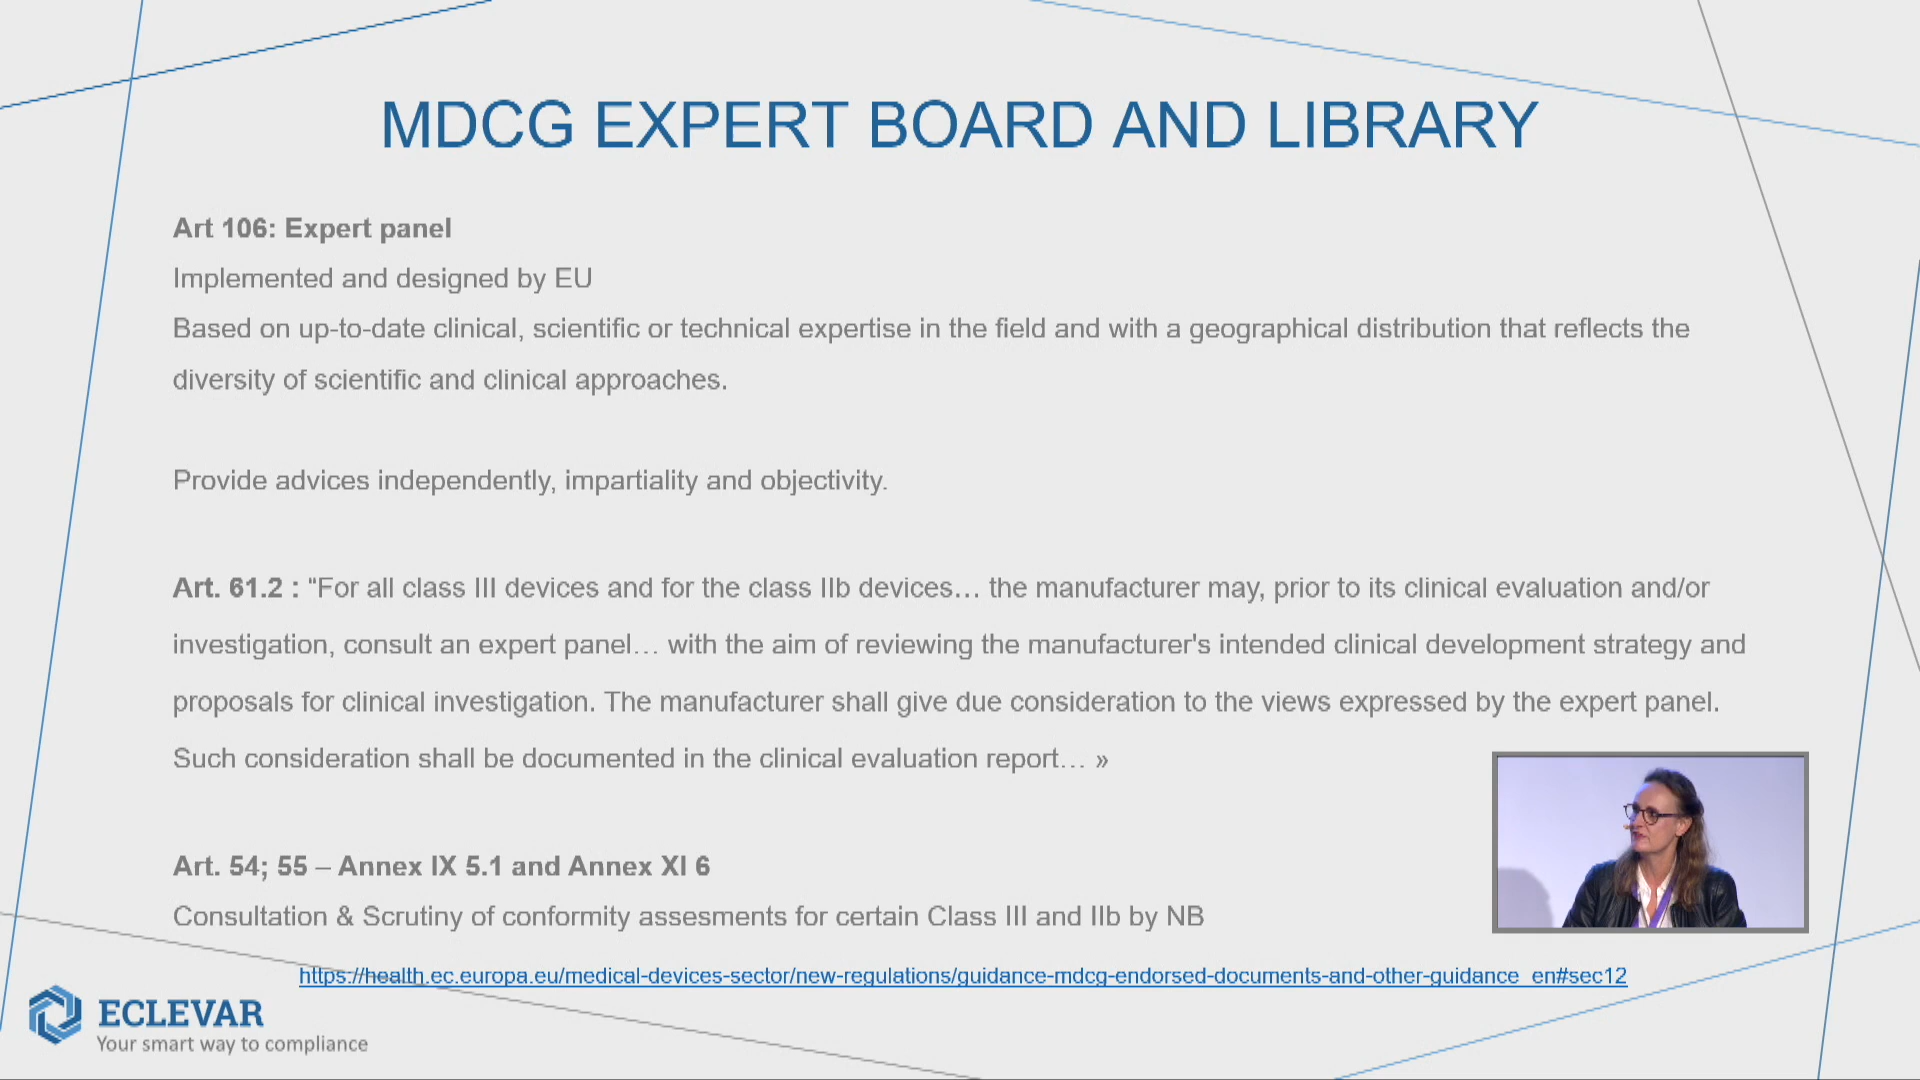 MDCG EXPERT BOARD AND LIBRARY
Art 106: Expert panel
Implemented and designed by EU
Based on up-to-date clinical, scientific or technical expertise in the field and with a geographical distribution that reflects the
diversity of scientific and clinical approaches.
Provide advices independently, impartiality and objectivity.
Art. 61.2 : “For all class III devices and for the class IIb devices… the manufacturer may, prior to its clinical evaluation and/or
investigation, consult an expert panel… with the aim of reviewing the manufacturer's intended clinical development strategy and
proposals for clinical investigation. The manufacturer shall give due consideration to the views expressed by the expert panel.
Such consideration shall be documented in the clinical evaluation report… »
Art. 54; 55 – Annex IX 5.1 and Annex XI 6
Consultation & Scrutiny of conformity assesments for certain Class III and IIb by NB
https://health.ec.europa.eu/medical-devices-sector/new-regulations/guidance-mdcg-endorsed-documents-and-other-guidance_en#sec12
ECLEVAR
Your smart way to compliance